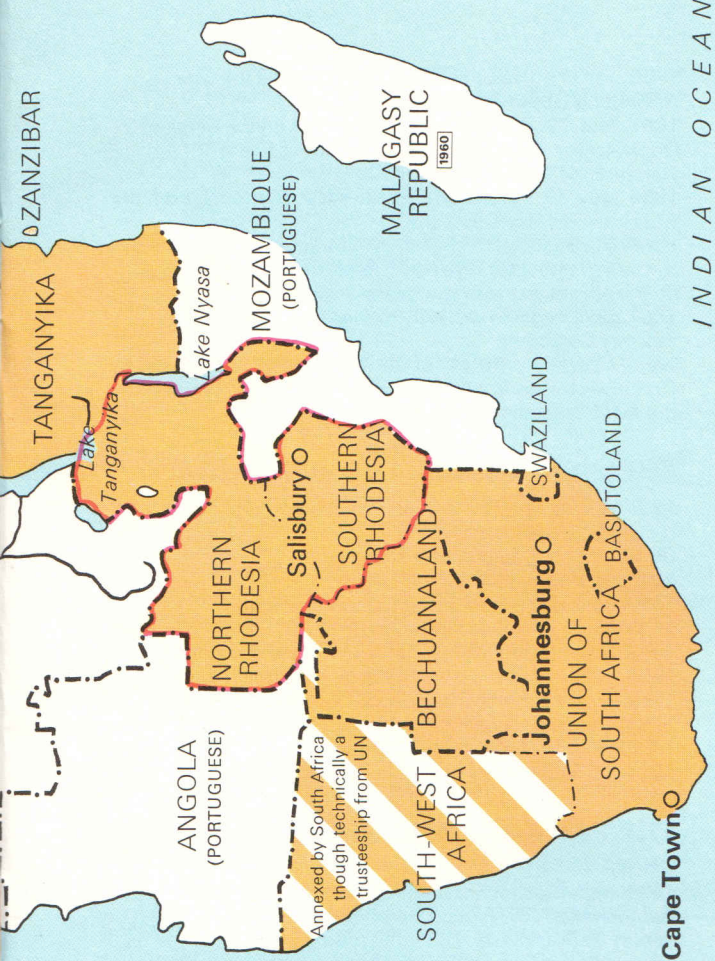 ZANZIBAR
TANGANYIKA
Lake
Tanganyika
Lake Nyasa
MOZAMBIQUE
(PORTUGUESE)
MALAGASY
REPUBLIC
1960
INDIAN OCEAN
ANGOLA
(PORTUGUESE)
NORTHERN
RHODESIA
Salisbury
SOUTHERN
RHODESIA
Annexed by South Africa
though technically a
trusteeship from UN
SOUTH-WEST
AFRICA
BECHUANALAND
Johannesburg
SWAZILAND
UNION OF
SOUTH AFRICA
BASUTOLAND
Cape Town